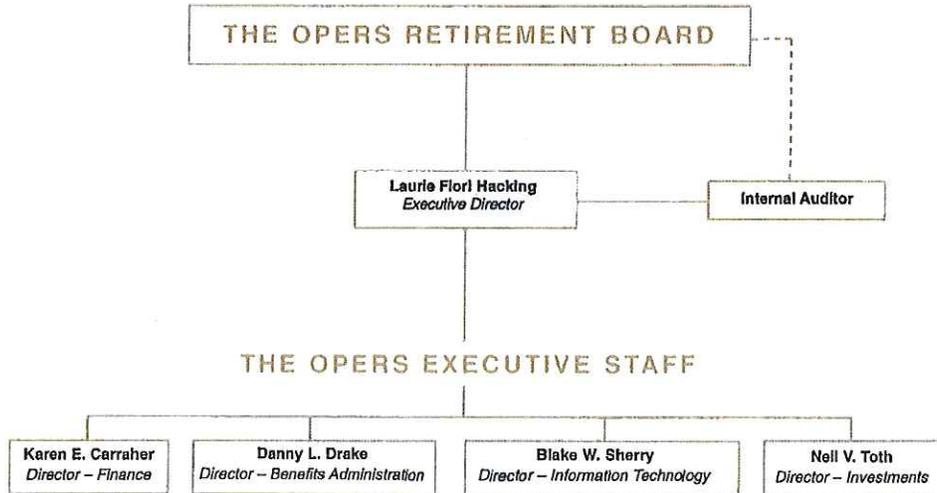 THE OPERS RETIREMENT BOARD
Laurie Fiori Hacking
Executive Director
Internal Auditor
THE OPERS EXECUTIVE STAFF
Karen E. Carraher
Director – Finance
Danny L. Drake
Director – Benefits Administration
Blake W. Sherry
Director – Information Technology
Neil V. Toth
Director – Investments